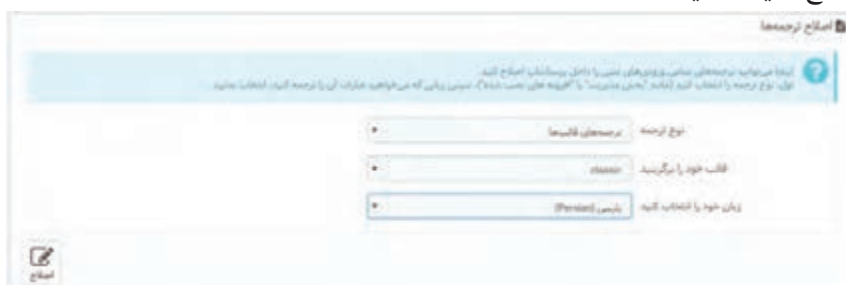 اصلاح ترجمه‌ها
اینجا می‌توانید ترجمه‌های تمامی ورودی‌های متنی را داخل پرستاشاپ اصلاح کنید.
اول، نوع ترجمه را انتخاب کنید (مانند "بخش مدیریت" یا "افزونه های نصب شده")، سپس زبانی که می‌خواهید عبارات آن را ترجمه کنید، انتخاب نمایید.
نوع ترجمه ترجمه‌های قالب‌ها
قالب خود را برگزینید classic
زبان خود را انتخاب کنید پارسی (Persian)
اصلاح